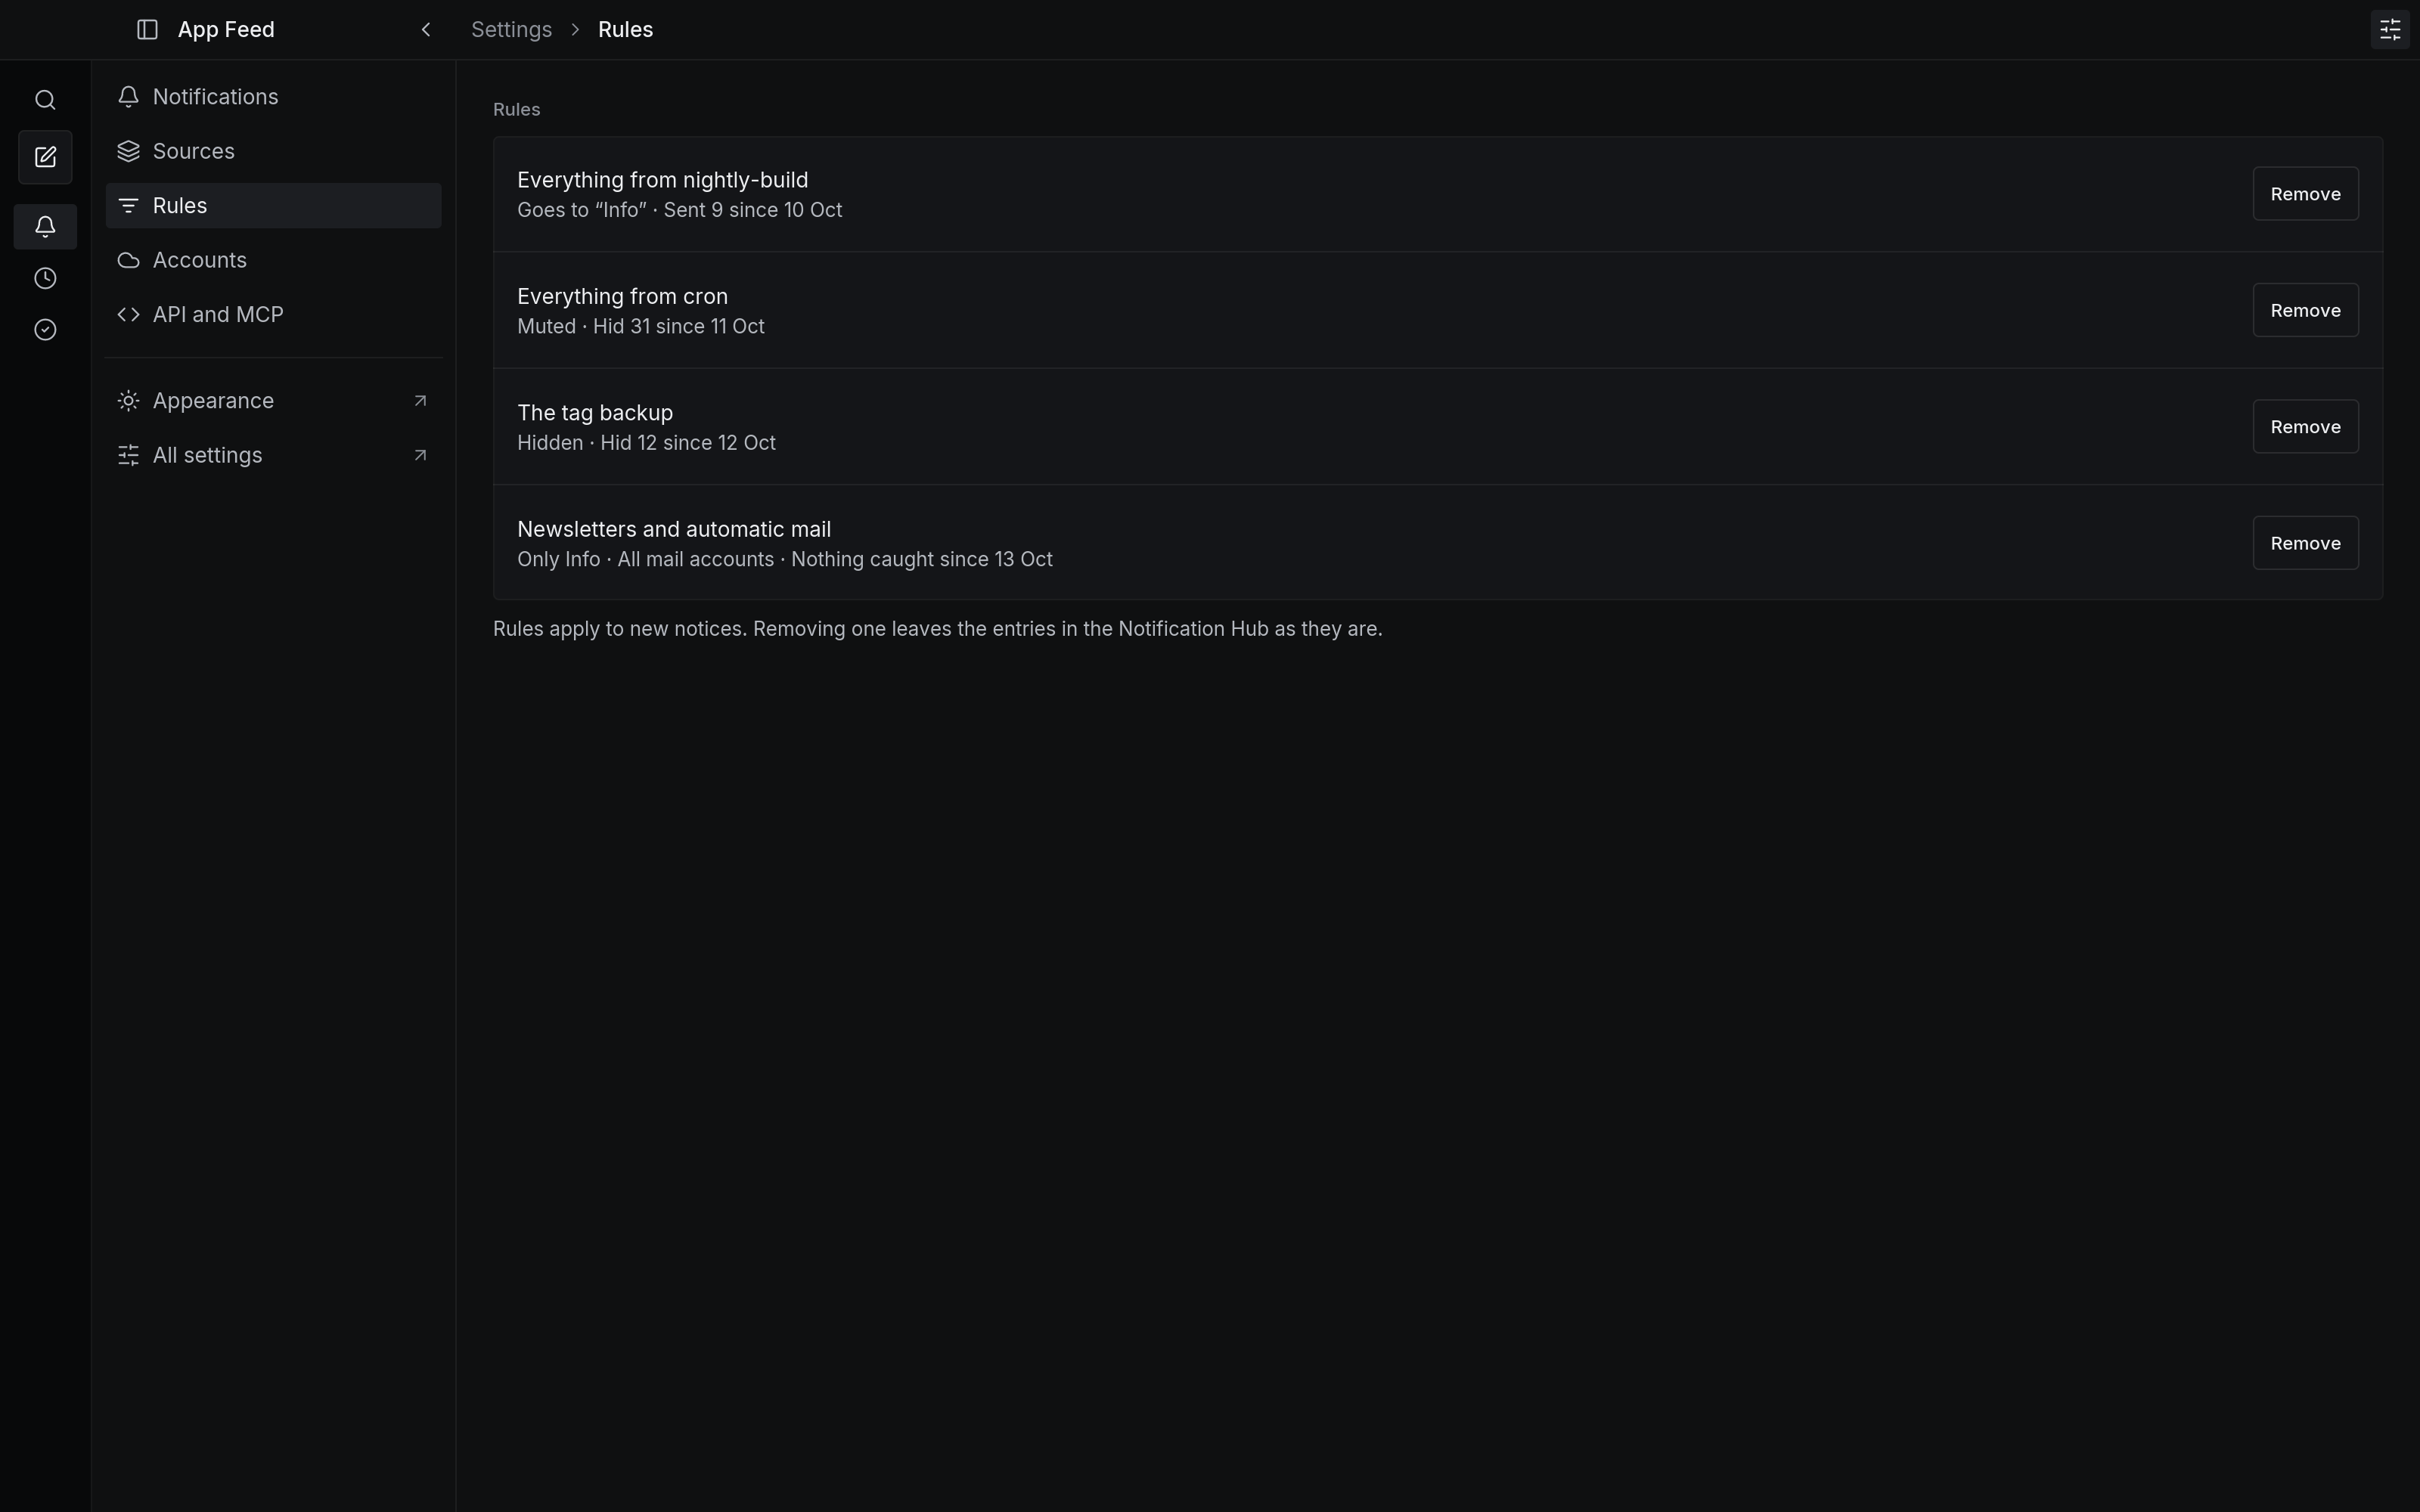 App Feed
Settings > Rules
Notifications
Sources
Rules
Accounts
API and MCP
Appearance
All settings
Rules
Everything from nightly-build
Goes to “Info” · Sent 9 since 10 Oct
Remove
Everything from cron
Muted · Hid 31 since 11 Oct
Remove
The tag backup
Hidden · Hid 12 since 12 Oct
Remove
Newsletters and automatic mail
Only Info · All mail accounts · Nothing caught since 13 Oct
Remove
Rules apply to new notices. Removing one leaves the entries in the Notification Hub as they are.